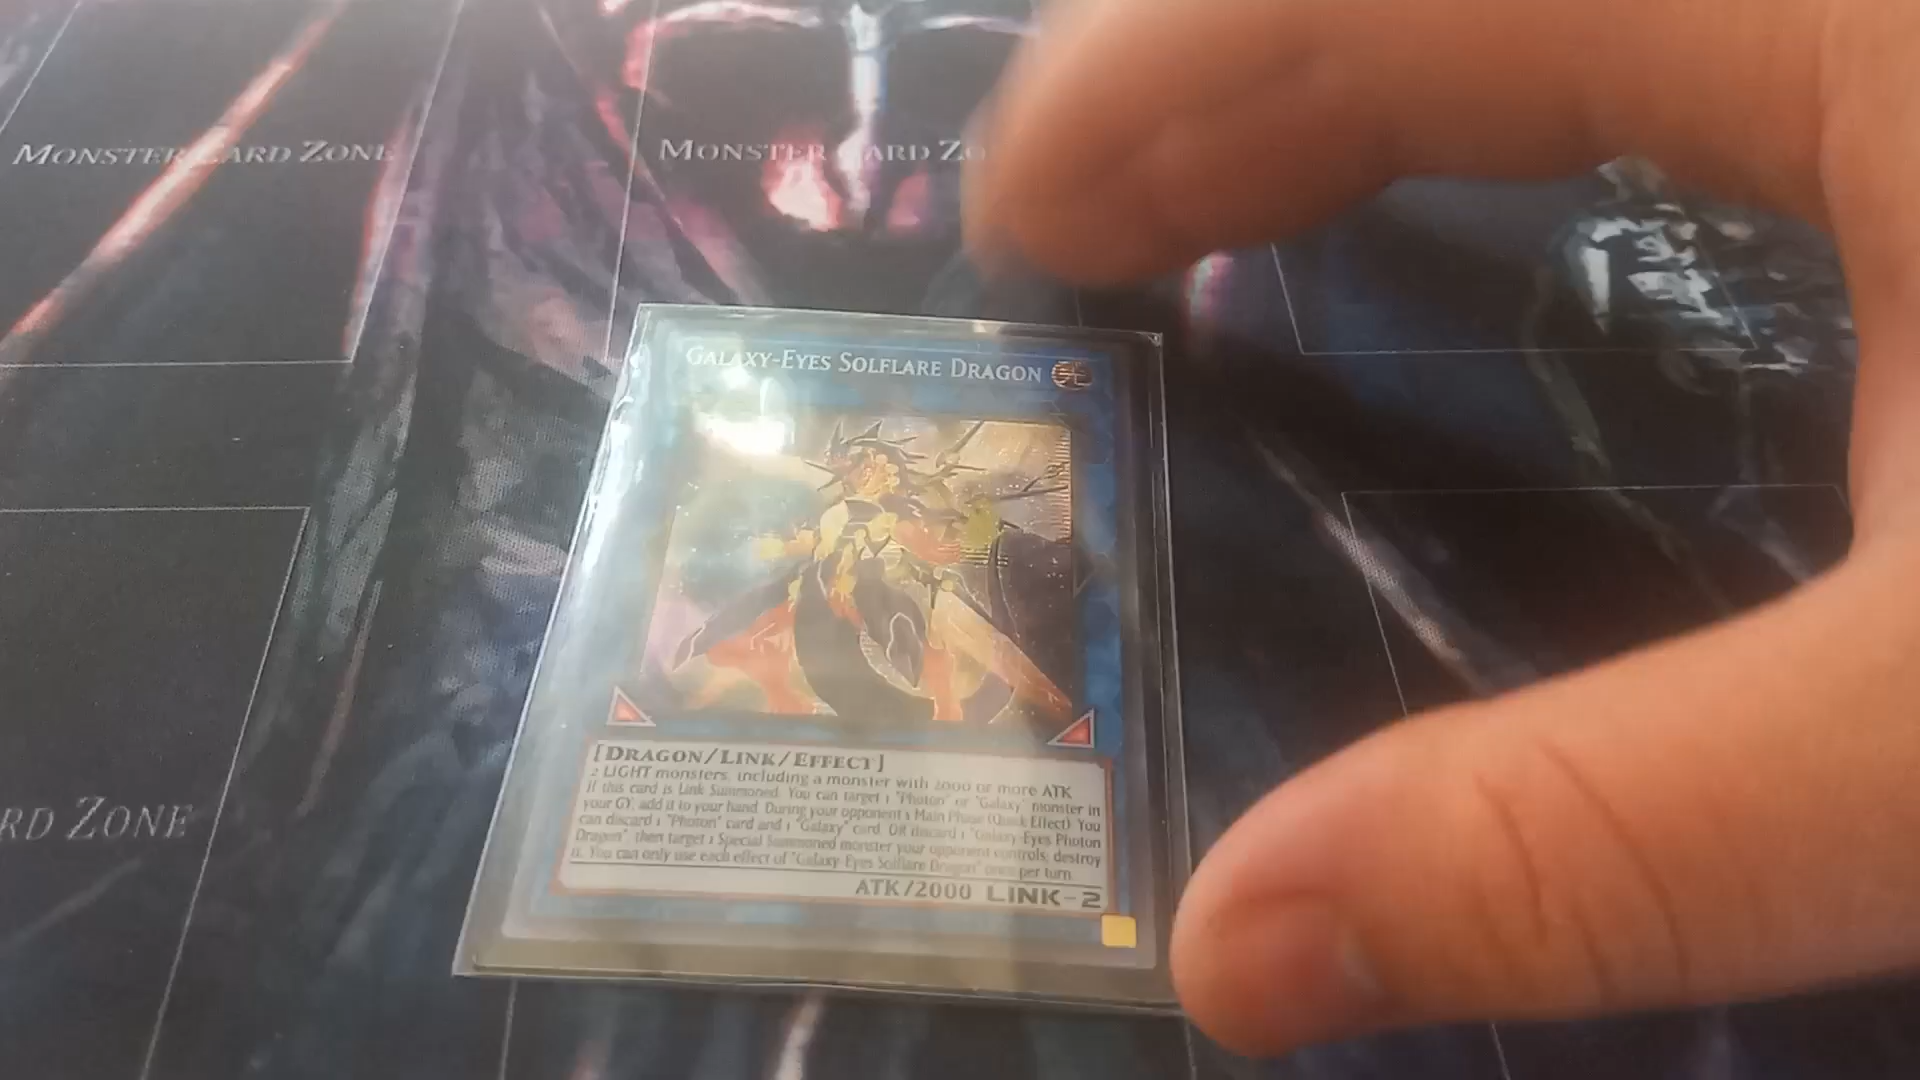 MONSTER CARD ZONE
MONSTER CARD ZO
GALAXY-EYES SOLFLARE DRAGON
[DRAGON/LINK/EFFECT]
2 LIGHT monsters, including a monster with 2000 or more ATK
If this card is Link Summoned: You can target 1 "Photon" or "Galaxy" monster in
your GY; add it to your hand. During your opponent's Main Phase (Quick Effect): You
can discard 1 "Photon" card and 1 "Galaxy" card, OR discard 1 "Galaxy-Eyes Photon
Dragon", then target 1 Special Summoned monster your opponent controls; destroy
it. You can only use each effect of "Galaxy-Eyes Solflare Dragon" once per turn.
ATK/2000 LINK-2
RD ZONE